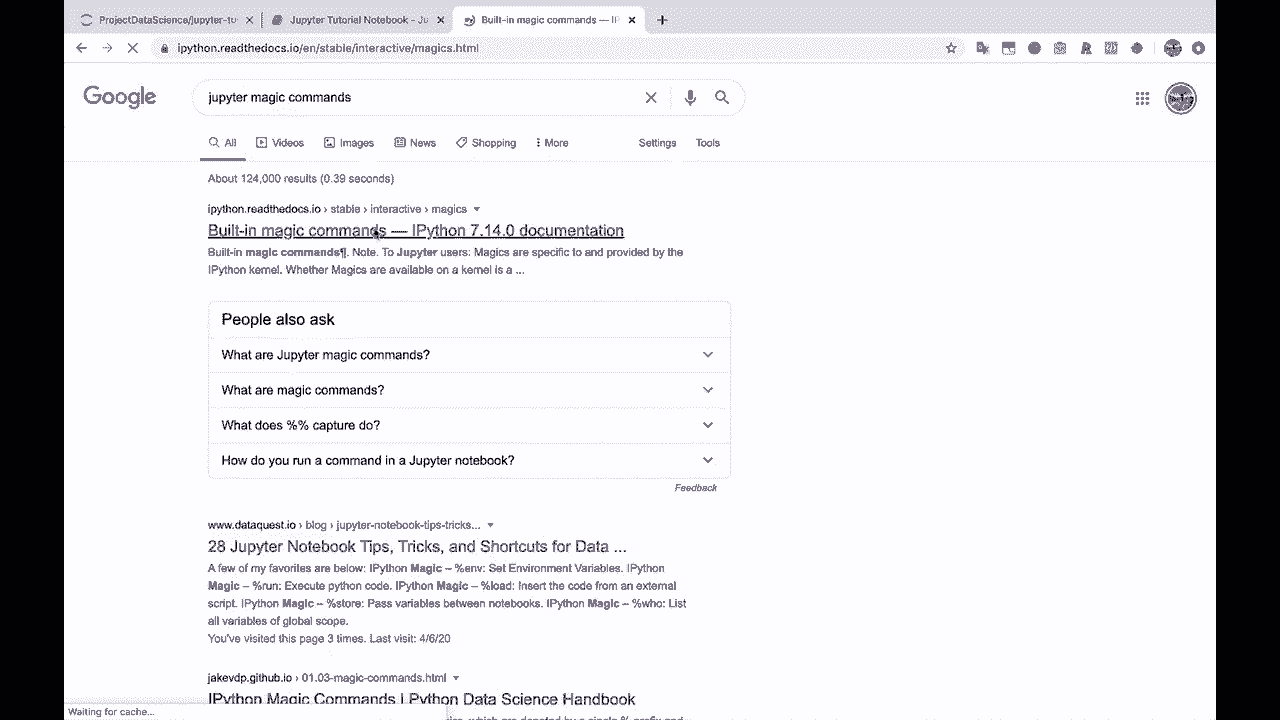 ProjectDataScience/jupyter-tu
Jupyter Tutorial Notebook - Ju
Built-in magic commands — IP
ipython.readthedocs.io/en/stable/interactive/magics.html
Google
jupyter magic commands
All
Videos
Images
News
Shopping
More
Settings
Tools
About 124,000 results (0.39 seconds)
ipython.readthedocs.io › stable › interactive › magics
Built-in magic commands — IPython 7.14.0 documentation
Built-in magic commands¶. Note. To Jupyter users: Magics are specific to and provided by the
IPython kernel. Whether Magics are available on a kernel is a ...
People also ask
What are Jupyter magic commands?
What are magic commands?
What does %% capture do?
How do you run a command in a Jupyter notebook?
Feedback
www.dataquest.io › blog › jupyter-notebook-tips-tricks...
28 Jupyter Notebook Tips, Tricks, and Shortcuts for Data ...
A few of my favorites are below: IPython Magic – %env: Set Environment Variables. IPython
Magic – %run: Execute python code. IPython Magic – %load: Insert the code from an external
script. IPython Magic – %store: Pass variables between notebooks. IPython Magic – %who: List
all variables of global scope.
You've visited this page 3 times. Last visit: 4/6/20
jakevdp.github.io › 01.03-magic-commands.html
IPython Magic Commands | Python Data Science Handbook
which are denoted by a single % prefix and
Waiting for cache...